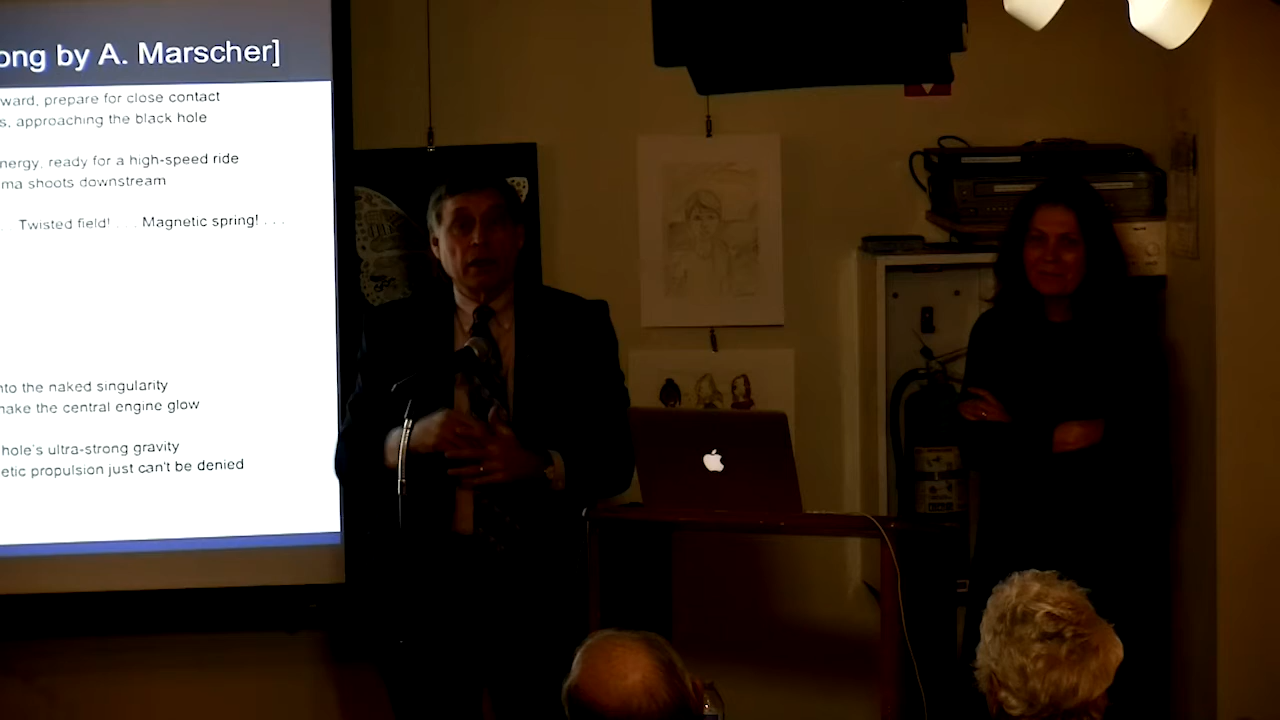 ong by A. Marscher]
ward, prepare for close contact
s, approaching the black hole
nergy, ready for a high-speed ride
ma shoots downstream
. Twisted field! . . . Magnetic spring! . . .
nto the naked singularity
nake the central engine glow
hole's ultra-strong gravity
etic propulsion just can't be denied